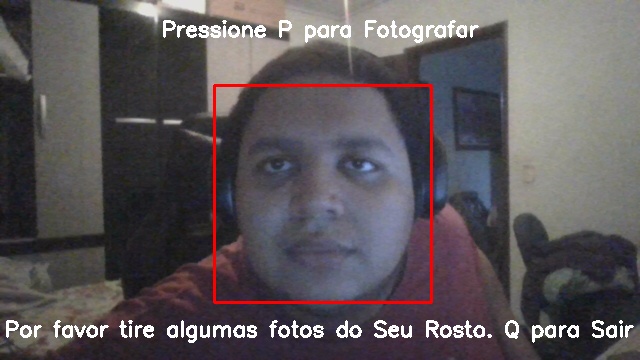 Pressione P para Fotografar
Por favor tire algumas fotos do Seu Rosto. Q para Sair